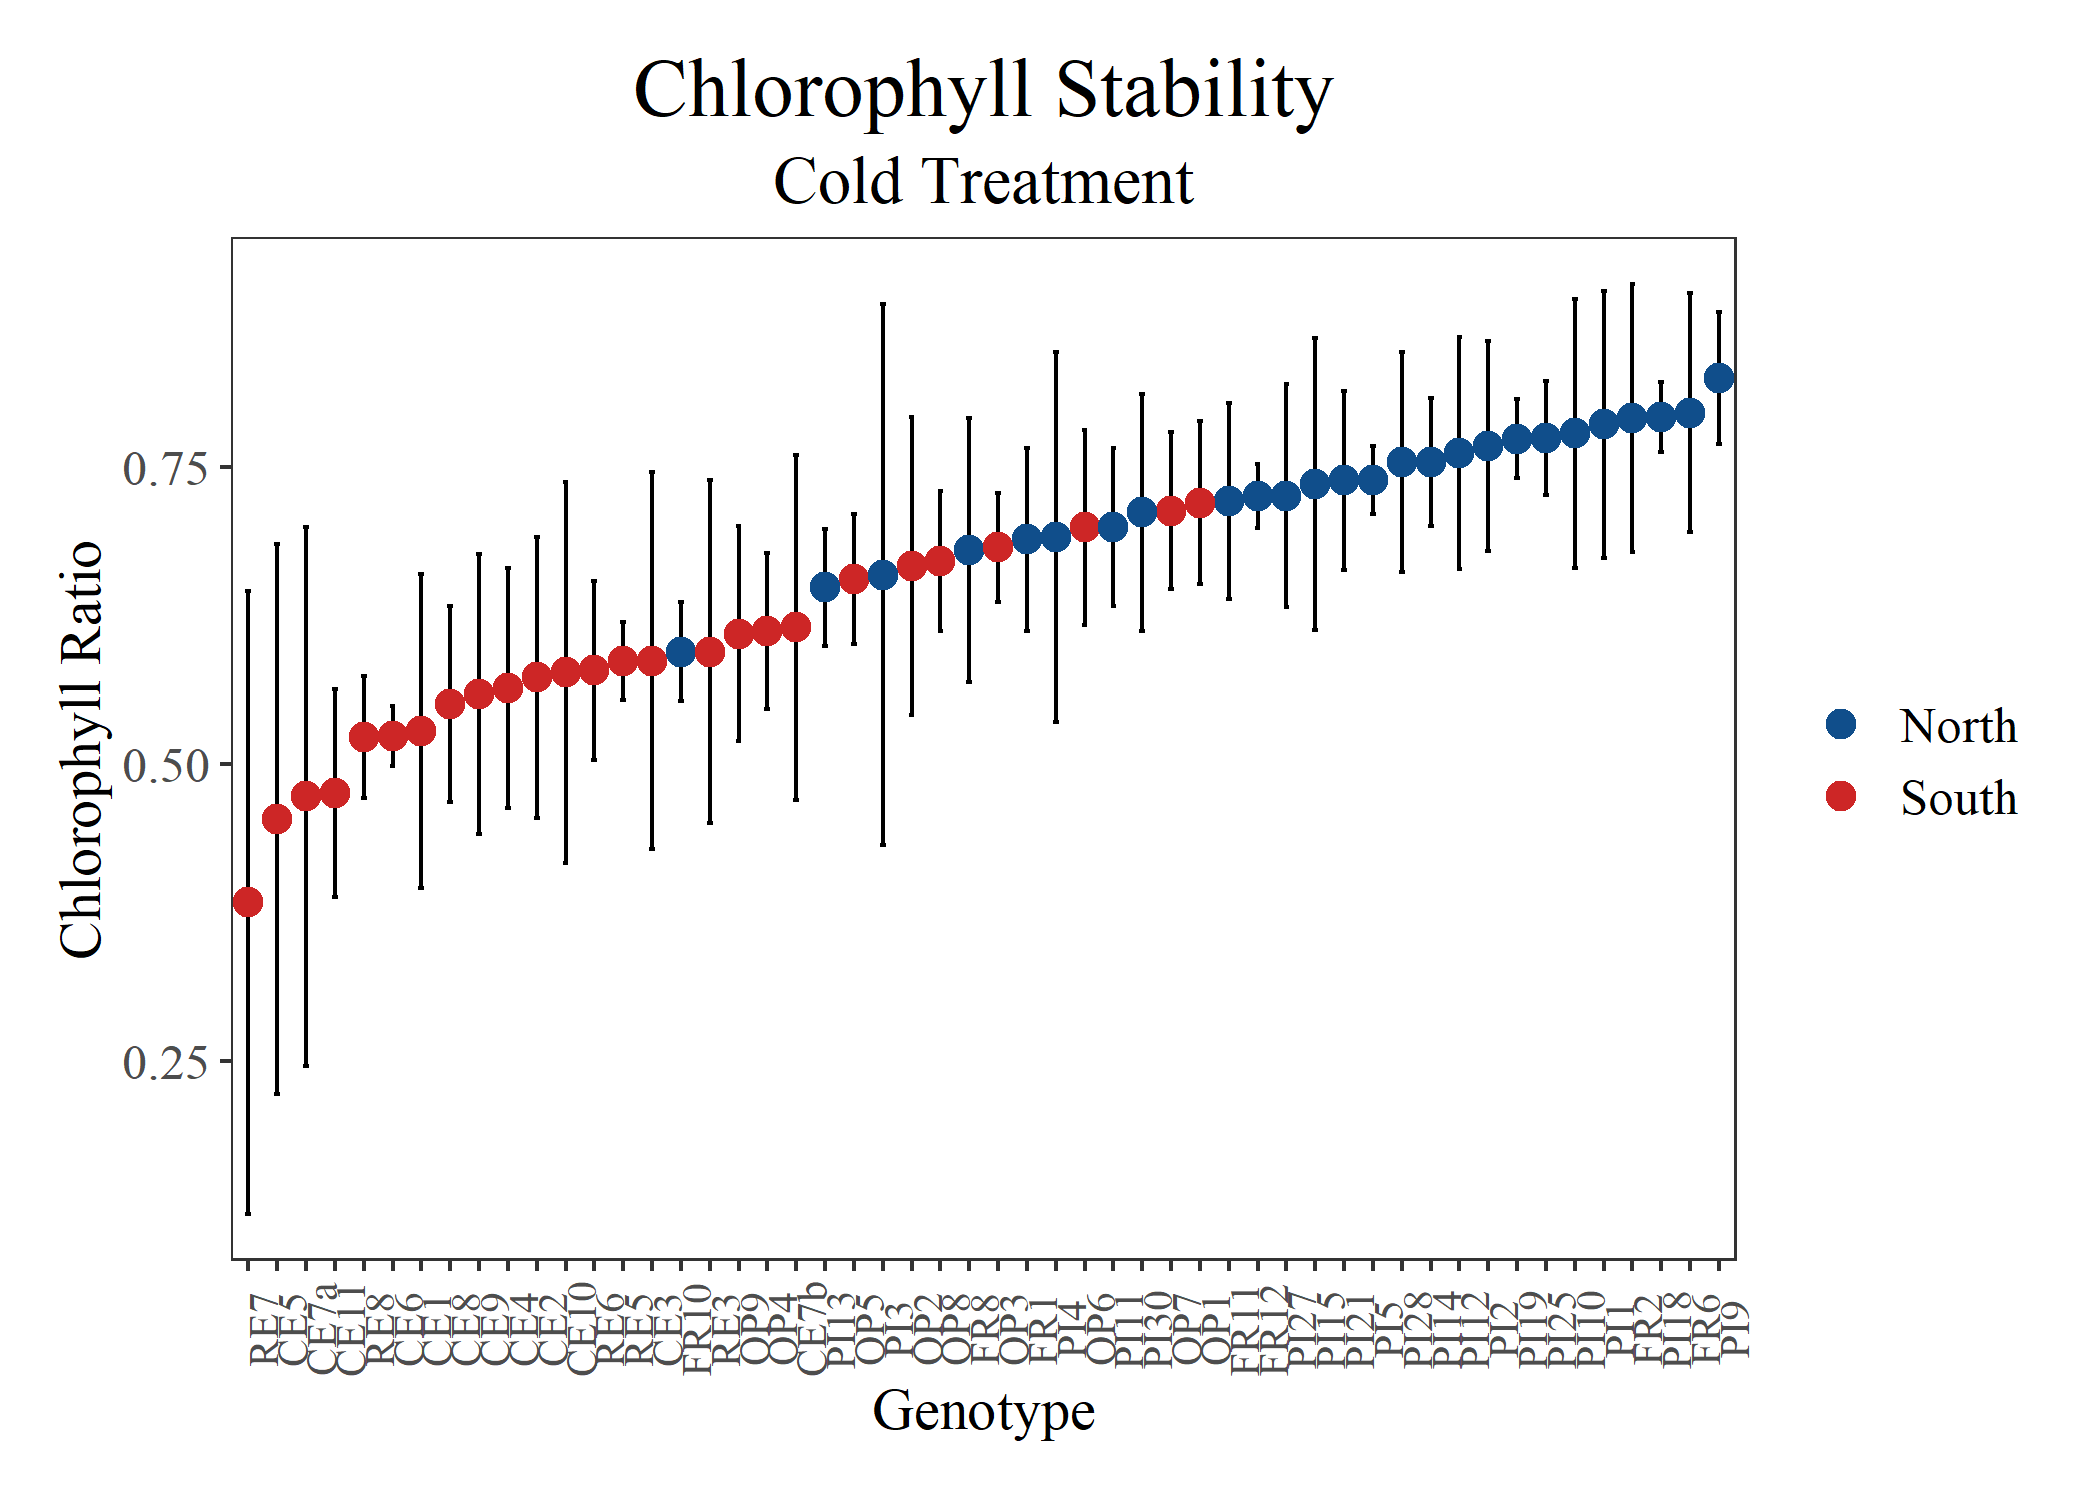 Chlorophyll Stability
Cold Treatment
Chlorophyll Ratio
0.75
0.50
0.25
North
South
RE7
CE5
CE7a
CE11
RE8
CE6
CE1
CE8
CE9
CE4
CE2
CE10
RE6
RE5
CE3
FR10
RE3
OP9
OP4
CE7b
PI13
OP5
PI3
OP2
OP8
FR8
OP3
FR1
PI4
OP6
PI11
PI30
OP7
OP1
FR11
FR12
PI27
PI15
PI21
PI5
PI28
PI14
PI12
PI2
PI19
PI25
PI10
PI1
FR2
PI18
FR6
PI9
Genotype